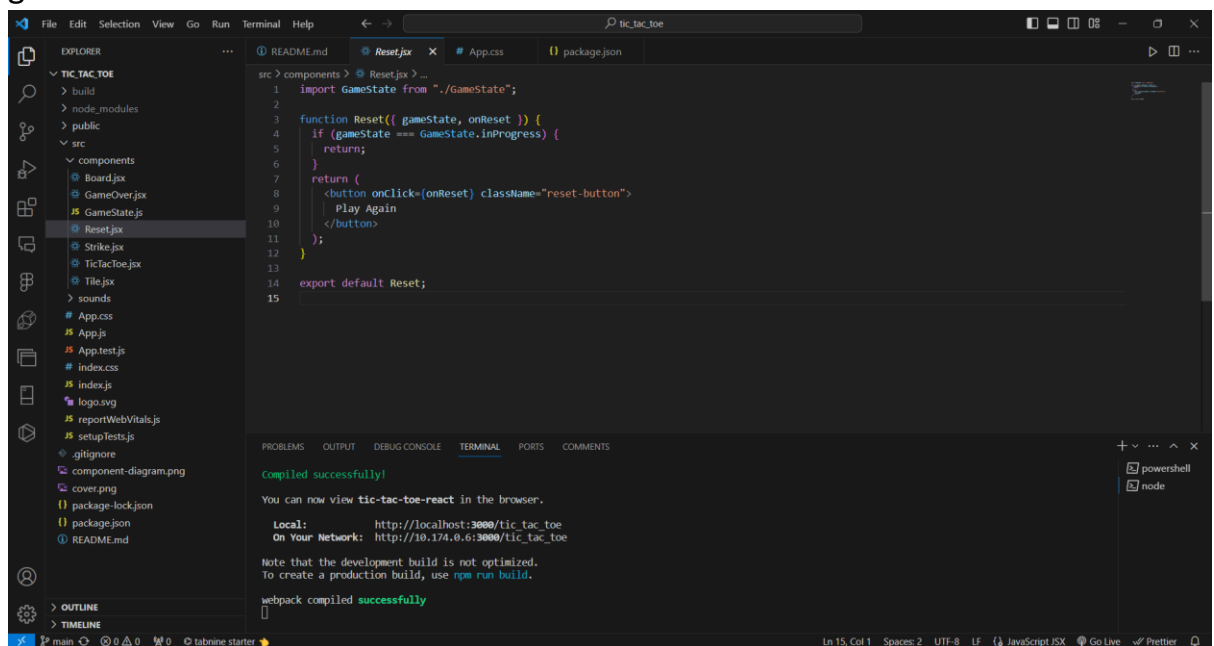 File Edit Selection View Go Run Terminal Help
tic_tac_toe
EXPLORER
TIC_TAC_TOE
build
node_modules
public
src
components
Board.jsx
GameOver.jsx
JS GameState.js
Reset.jsx
Strike.jsx
TicTacToe.jsx
Tile.jsx
sounds
# App.css
JS App.js
JS App.test.js
# index.css
JS index.js
logo.svg
JS reportWebVitals.js
JS setupTests.js
.gitignore
component-diagram.png
cover.png
{} package-lock.json
{} package.json
README.md
OUTLINE
TIMELINE
README.md Reset.jsx # App.css {} package.json
src > components > Reset.jsx > ...
1 import GameState from "./GameState";
2
3 function Reset({ gameState, onReset }) {
4 if (gameState === GameState.inProgress) {
5 return;
6 }
7 return (
8 <button onClick={onReset} className="reset-button">
9 Play Again
10 </button>
11 );
12 }
13
14 export default Reset;
15
PROBLEMS OUTPUT DEBUG CONSOLE TERMINAL PORTS COMMENTS
Compiled successfully!
You can now view tic-tac-toe-react in the browser.
Local: http://localhost:3000/tic_tac_toe
On Your Network: http://10.174.0.6:3000/tic_tac_toe
Note that the development build is not optimized.
To create a production build, use npm run build.
webpack compiled successfully
powershell
node
main 0 0 0 tabnine starter Ln 15, Col 1 Spaces: 2 UTF-8 LF JavaScript JSX Go Live Prettier